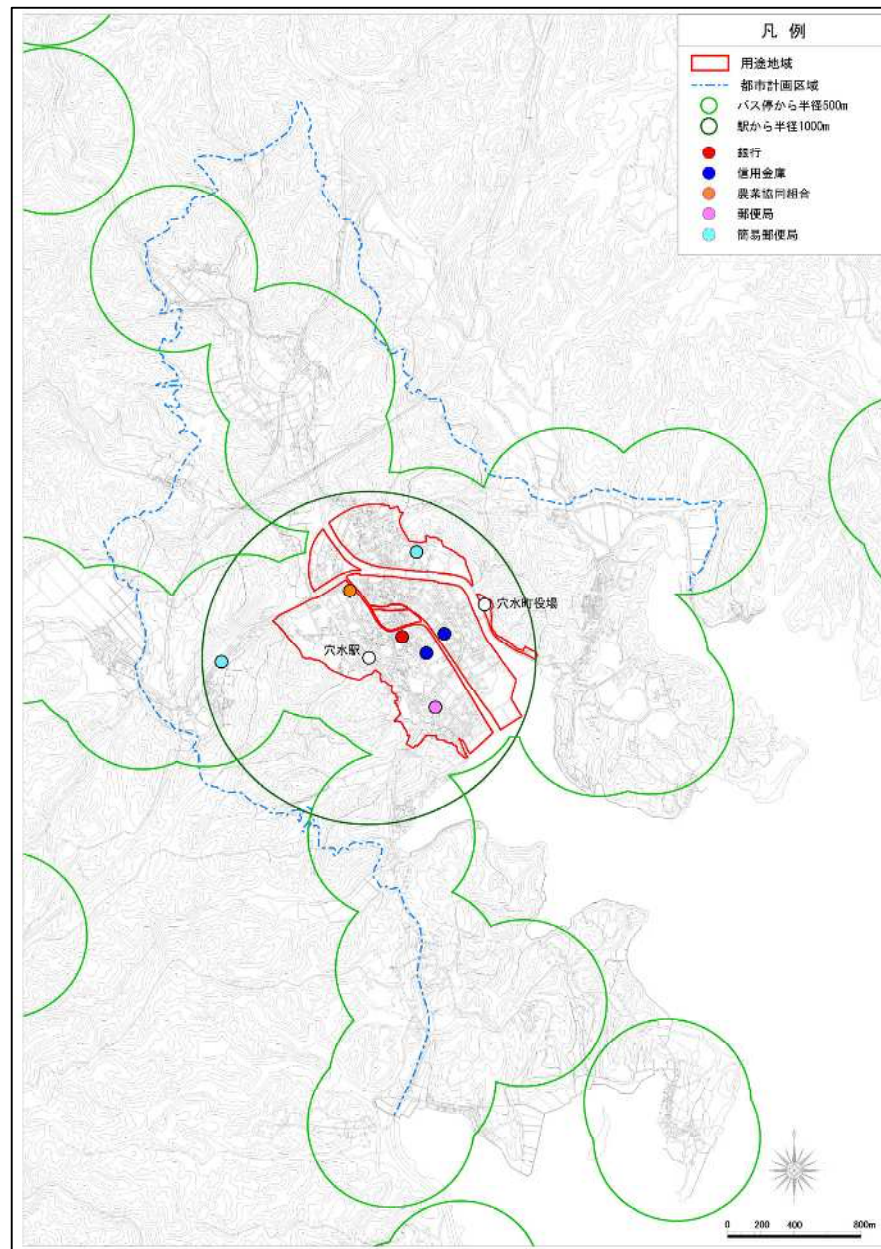 凡 例
用途地域
都市計画区域
バス停から半径500m
駅から半径1000m
銀行
信用金庫
農業協同組合
郵便局
簡易郵便局
穴水町役場
穴水駅
0 200 400 800m